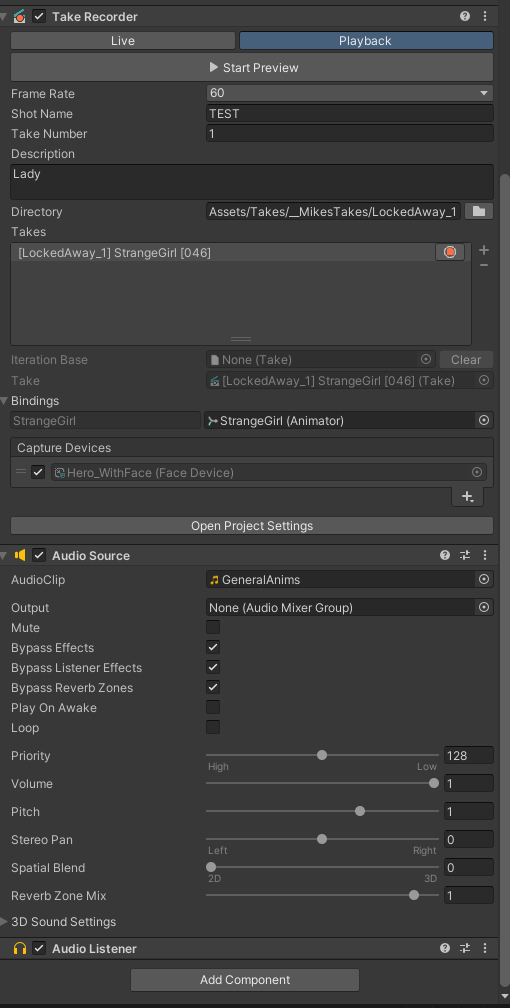 Take Recorder
Live Playback
Start Preview
Frame Rate 60
Shot Name TEST
Take Number 1
Description
Lady
Directory Assets/Takes/__MikesTakes/LockedAway_1
Takes
[LockedAway_1] StrangeGirl [046]
Iteration Base None (Take) Clear
Take [LockedAway_1] StrangeGirl [046] (Take)
Bindings
StrangeGirl StrangeGirl (Animator)
Capture Devices
Hero_WithFace (Face Device)
Open Project Settings
Audio Source
AudioClip GeneralAnims
Output None (Audio Mixer Group)
Mute
Bypass Effects
Bypass Listener Effects
Bypass Reverb Zones
Play On Awake
Loop
Priority 128
High Low
Volume 1
Pitch 1
Stereo Pan 0
Left Right
Spatial Blend 0
2D 3D
Reverb Zone Mix 1
3D Sound Settings
Audio Listener
Add Component